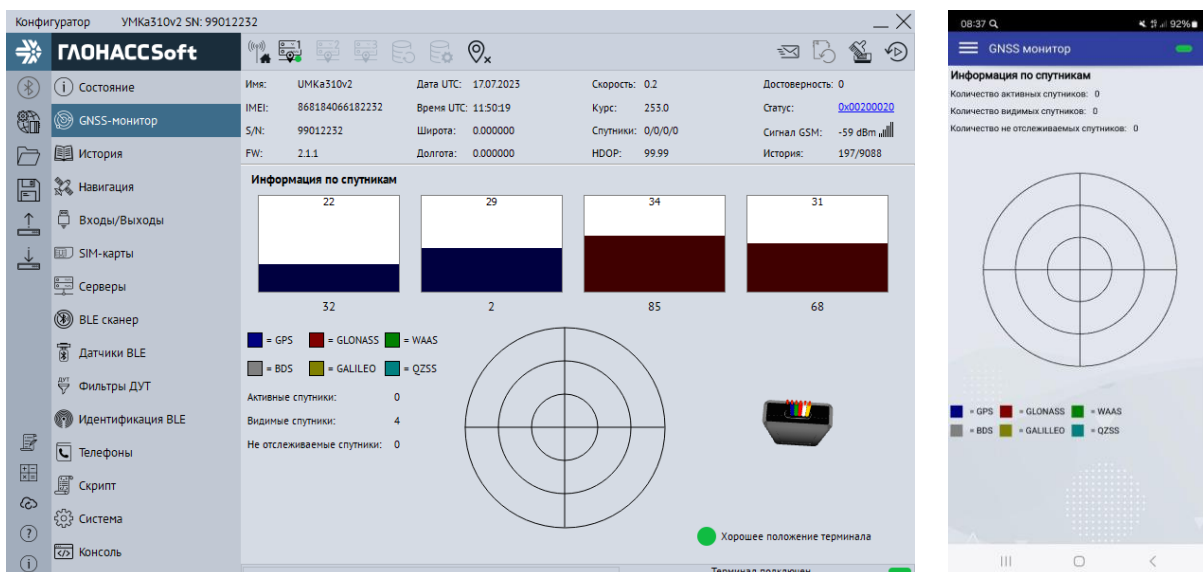 Конфигуратор УМКа310v2 SN: 99012232
ГЛОНАССSoft
Состояние
GNSS-монитор
История
Навигация
Входы/Выходы
SIM-карты
Серверы
BLE сканер
Датчики BLE
Фильтры ДУТ
Идентификация BLE
Телефоны
Скрипт
Система
Консоль
Имя: UMKa310v2 Дата UTC: 17.07.2023 Скорость: 0.2 Достоверность: 0
IMEI: 868184066182232 Время UTC: 11:50:19 Курс: 253.0 Статус: 0x00200020
S/N: 99012232 Широта: 0.000000 Спутники: 0/0/0/0 Сигнал GSM: -59 dBm
FW: 2.1.1 Долгота: 0.000000 HDOP: 99.99 История: 197/9088
Информация по спутникам
22 29 34 31
32 2 85 68
= GPS = GLONASS = WAAS
= BDS = GALILEO = QZSS
Активные спутники: 0
Видимые спутники: 4
Не отслеживаемые спутники: 0
Хорошее положение терминала
Терминал подключен
08:37 92%
GNSS монитор
Информация по спутникам
Количество активных спутников: 0
Количество видимых спутников: 0
Количество не отслеживаемых спутников: 0
= GPS = GLONASS = WAAS
= BDS = GALILLEO = QZSS